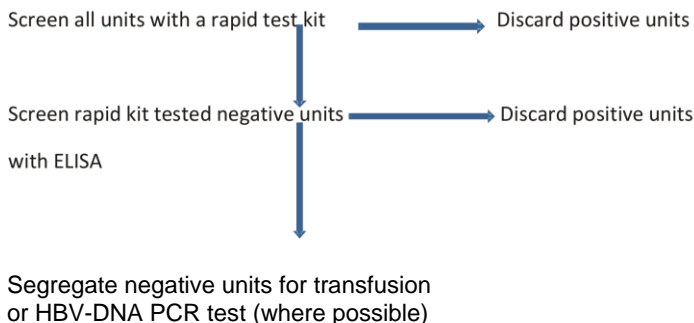 Screen all units with a rapid test kit
Discard positive units
Screen rapid kit tested negative units
Discard positive units
with ELISA
Segregate negative units for transfusion
or HBV-DNA PCR test (where possible)